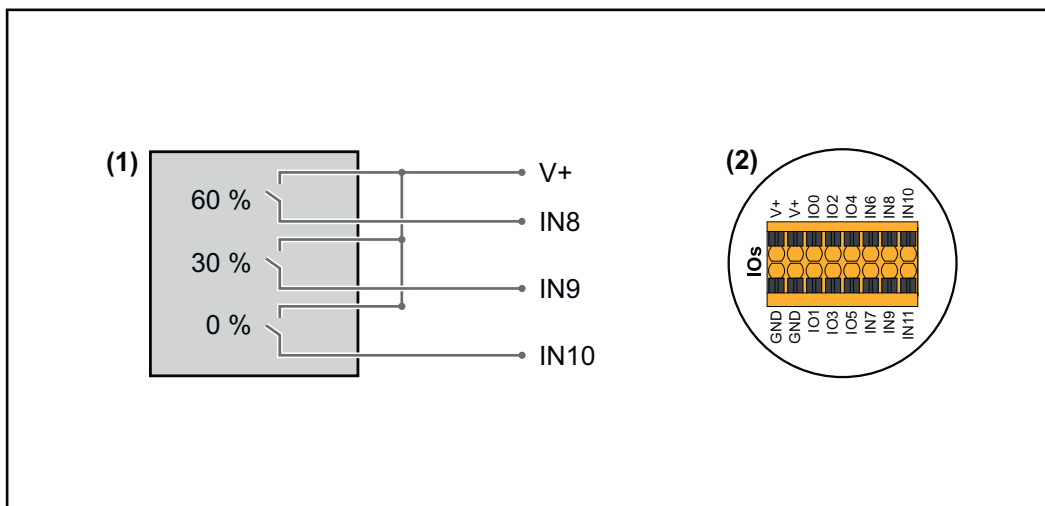 (1)
60 %
30 %
0 %
V+
IN8
IN9
IN10
(2)
V+
V+
IO0
IO2
IO4
IN6
IN8
IN10
IOs
GND
GND
IO1
IO3
IO5
IN7
IN9
IN11